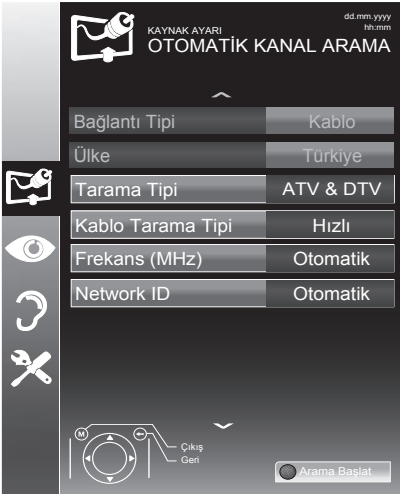 dd.mm.yyyy
hh:mm
KAYNAK AYARI
OTOMATİK KANAL ARAMA
Bağlantı Tipi Kablo
Ülke Türkiye
Tarama Tipi ATV & DTV
Kablo Tarama Tipi Hızlı
Frekans (MHz) Otomatik
Network ID Otomatik
M
Çıkış
Geri
Arama Başlat